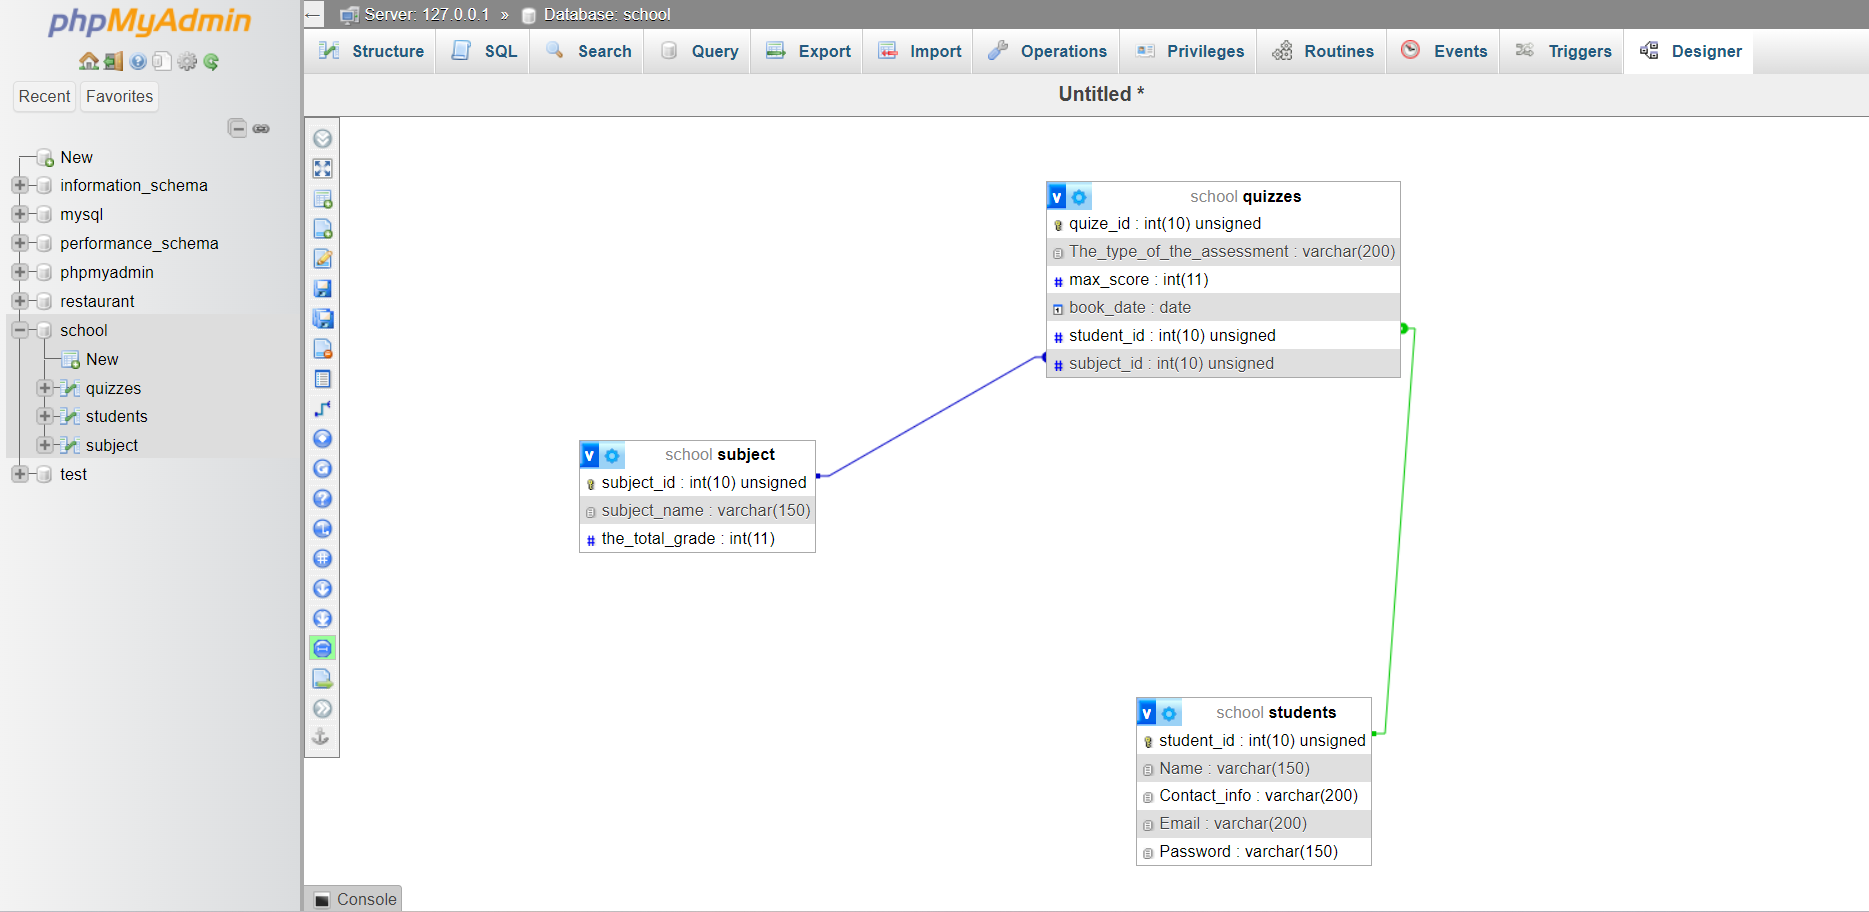 phpMyAdmin
Recent Favorites
New
information_schema
mysql
performance_schema
phpmyadmin
restaurant
school
New
quizzes
students
subject
test
← Server: 127.0.0.1 » Database: school
Structure SQL Search Query Export Import Operations Privileges Routines Events Triggers Designer
Untitled *
v school quizzes
quize_id : int(10) unsigned
The_type_of_the_assessment : varchar(200)
# max_score : int(11)
book_date : date
# student_id : int(10) unsigned
# subject_id : int(10) unsigned
v school subject
subject_id : int(10) unsigned
subject_name : varchar(150)
# the_total_grade : int(11)
v school students
student_id : int(10) unsigned
Name : varchar(150)
Contact_info : varchar(200)
Email : varchar(200)
Password : varchar(150)
Console